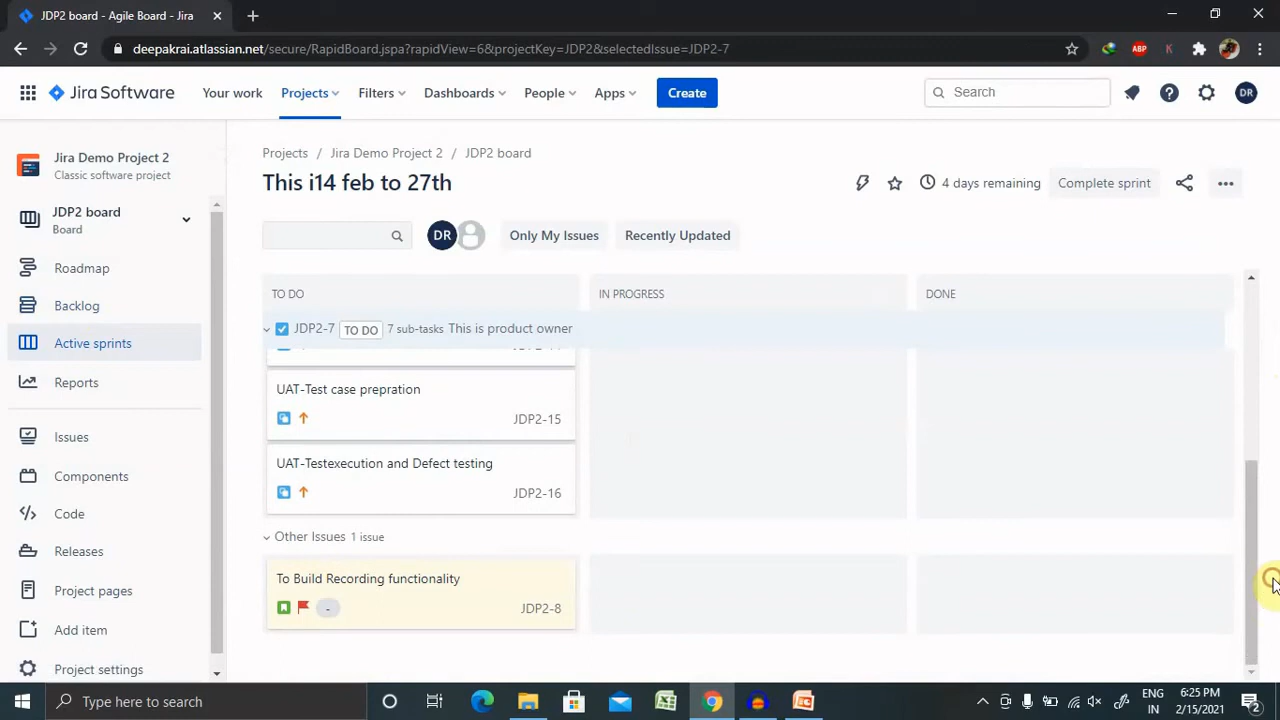 JDP2 board - Agile Board - Jira
deepakrai.atlassian.net/secure/RapidBoard.jspa?rapidView=6&projectKey=JDP2&selectedIssue=JDP2-7
ABP
K
Jira Software
Your work
Projects
Filters
Dashboards
People
Apps
Create
Search
DR
Jira Demo Project 2
Classic software project
JDP2 board
Board
Roadmap
Backlog
Active sprints
Reports
Issues
Components
Code
Releases
Project pages
Add item
Project settings
Projects / Jira Demo Project 2 / JDP2 board
This i14 feb to 27th
4 days remaining
Complete sprint
DR
Only My Issues
Recently Updated
TO DO
IN PROGRESS
DONE
JDP2-7 TO DO 7 sub-tasks This is product owner
UAT-Test case prepration
JDP2-15
UAT-Testexecution and Defect testing
JDP2-16
Other Issues 1 issue
To Build Recording functionality
-
JDP2-8
Type here to search
ENG
IN
6:25 PM
2/15/2021
2